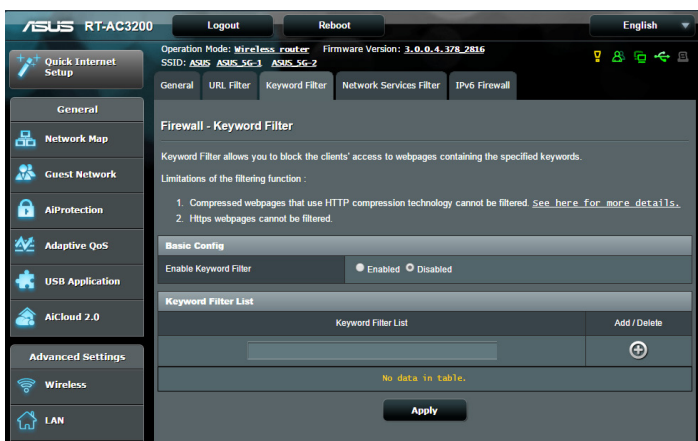 ASUS RT-AC3200 Logout Reboot English
Quick Internet Setup
Operation Mode: Wireless router Firmware Version: 3.0.0.4.378_2816
SSID: ASUS ASUS_5G-1 ASUS_5G-2
General URL Filter Keyword Filter Network Services Filter IPv6 Firewall
General
Network Map
Guest Network
AiProtection
Adaptive QoS
USB Application
AiCloud 2.0
Advanced Settings
Wireless
LAN
Firewall - Keyword Filter
Keyword Filter allows you to block the clients' access to webpages containing the specified keywords.
Limitations of the filtering function :
1. Compressed webpages that use HTTP compression technology cannot be filtered. See here for more details.
2. Https webpages cannot be filtered.
Basic Config
Enable Keyword Filter Enabled Disabled
Keyword Filter List
Keyword Filter List Add / Delete
No data in table.
Apply